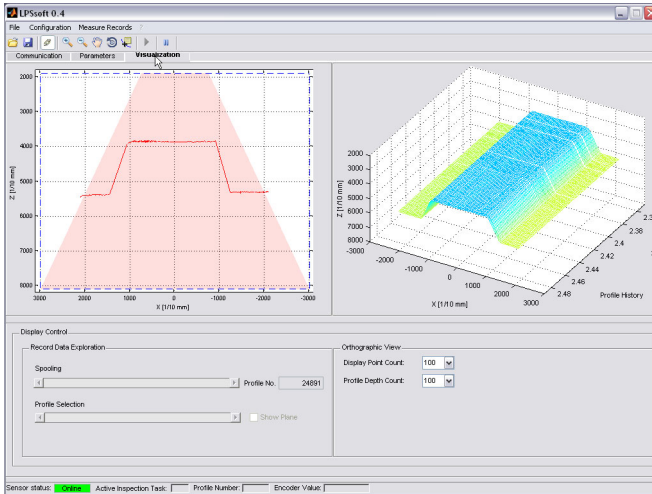 LPSsoft 0.4
File Configuration Measure Records ?
Communication Parameters Visualization
2000
3000
4000
5000
6000
7000
8000
Z [1/10 mm]
3000 2000 1000 0 -1000 -2000 -3000
X [1/10 mm]
2000
3000
4000
5000
6000
7000
8000
Z [1/10 mm]
-3000 -2000 -1000 0 1000 2000 3000
X [1/10 mm]
2.38
2.4
2.42
2.44
2.46
2.48
Profile History
Display Control
Record Data Exploration
Orthographic View
Spooling
Display Point Count: 100
Profile No. 24891
Profile Depth Count: 100
Profile Selection
Show Plane
Sensor status: Online Active Inspection Task: Profile Number: Encoder Value: